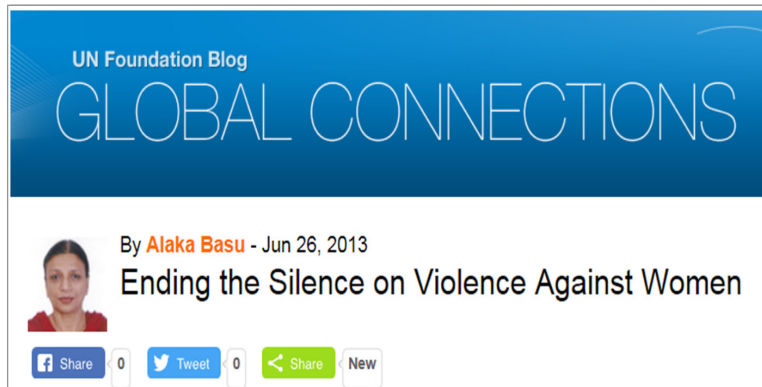 UN Foundation Blog
GLOBAL CONNECTIONS
By Alaka Basu - Jun 26, 2013
Ending the Silence on Violence Against Women
Share 0 Tweet 0 Share New